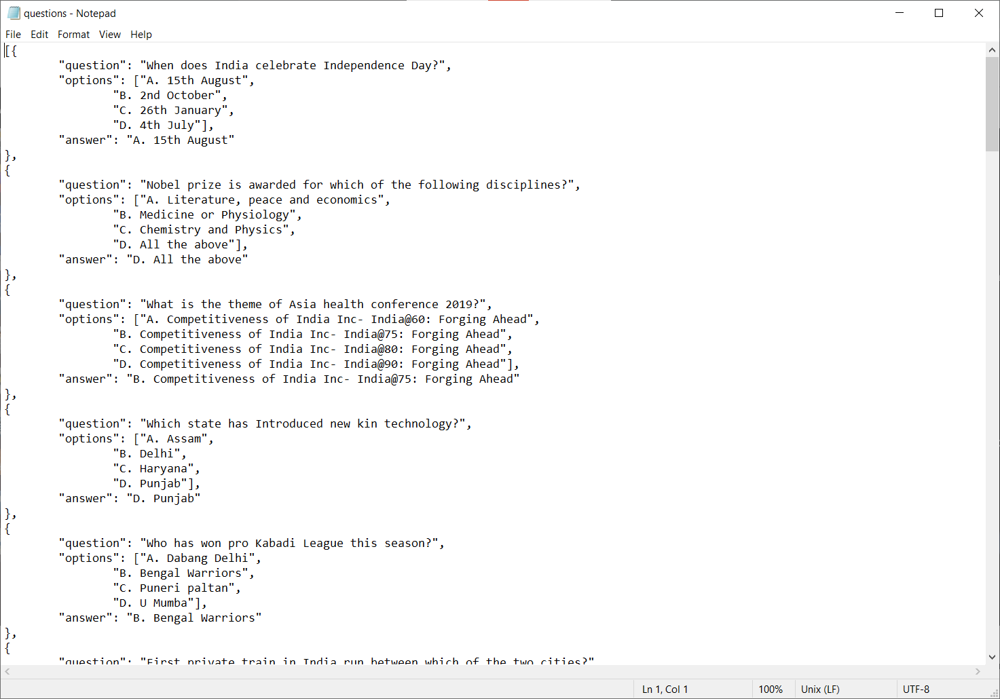 questions - Notepad
File Edit Format View Help
[{
"question": "When does India celebrate Independence Day?",
"options": ["A. 15th August",
"B. 2nd October",
"C. 26th January",
"D. 4th July"],
"answer": "A. 15th August"
},
{
"question": "Nobel prize is awarded for which of the following disciplines?",
"options": ["A. Literature, peace and economics",
"B. Medicine or Physiology",
"C. Chemistry and Physics",
"D. All the above"],
"answer": "D. All the above"
},
{
"question": "What is the theme of Asia health conference 2019?",
"options": ["A. Competitiveness of India Inc- India@60: Forging Ahead",
"B. Competitiveness of India Inc- India@75: Forging Ahead",
"C. Competitiveness of India Inc- India@80: Forging Ahead",
"D. Competitiveness of India Inc- India@90: Forging Ahead"],
"answer": "B. Competitiveness of India Inc- India@75: Forging Ahead"
},
{
"question": "Which state has Introduced new kin technology?",
"options": ["A. Assam",
"B. Delhi",
"C. Haryana",
"D. Punjab"],
"answer": "D. Punjab"
},
{
"question": "Who has won pro Kabadi League this season?",
"options": ["A. Dabang Delhi",
"B. Bengal Warriors",
"C. Puneri paltan",
"D. U Mumba"],
"answer": "B. Bengal Warriors"
},
{
"question": "First private train in India run between which of the two cities?"
Ln 1, Col 1 100% Unix (LF) UTF-8